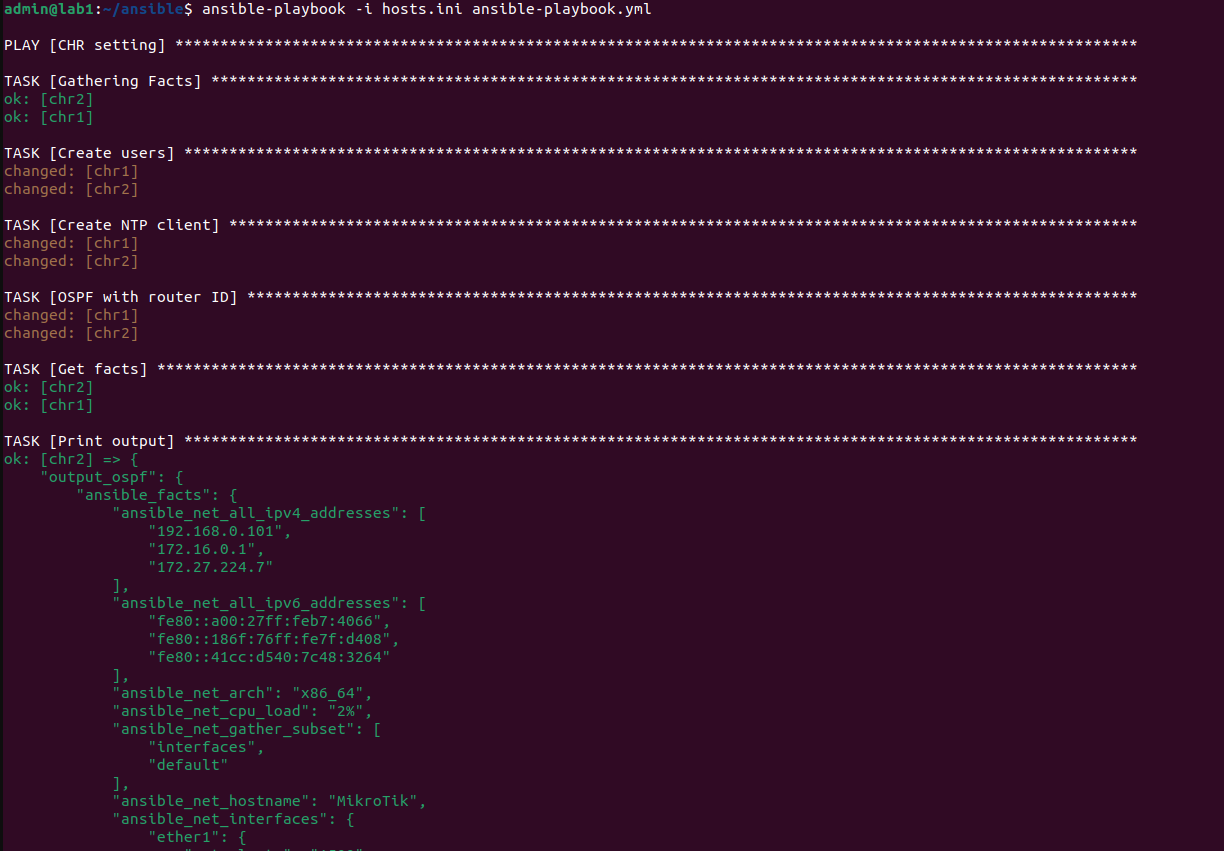 admin@lab1:~/ansible$ ansible-playbook -i hosts.ini ansible-playbook.yml
PLAY [CHR setting] ***********************************************************************************************************
TASK [Gathering Facts] *******************************************************************************************************
ok: [chr2]
ok: [chr1]
TASK [Create users] **********************************************************************************************************
changed: [chr1]
changed: [chr2]
TASK [Create NTP client] *****************************************************************************************************
changed: [chr1]
changed: [chr2]
TASK [OSPF with router ID] ***************************************************************************************************
changed: [chr1]
changed: [chr2]
TASK [Get facts] *************************************************************************************************************
ok: [chr2]
ok: [chr1]
TASK [Print output] **********************************************************************************************************
ok: [chr2] => {
    "output_ospf": {
        "ansible_facts": {
            "ansible_net_all_ipv4_addresses": [
                "192.168.0.101",
                "172.16.0.1",
                "172.27.224.7"
            ],
            "ansible_net_all_ipv6_addresses": [
                "fe80::a00:27ff:feb7:4066",
                "fe80::186f:76ff:fe7f:d408",
                "fe80::41cc:d540:7c48:3264"
            ],
            "ansible_net_arch": "x86_64",
            "ansible_net_cpu_load": "2%",
            "ansible_net_gather_subset": [
                "interfaces",
                "default"
            ],
            "ansible_net_hostname": "MikroTik",
            "ansible_net_interfaces": {
                "ether1": {